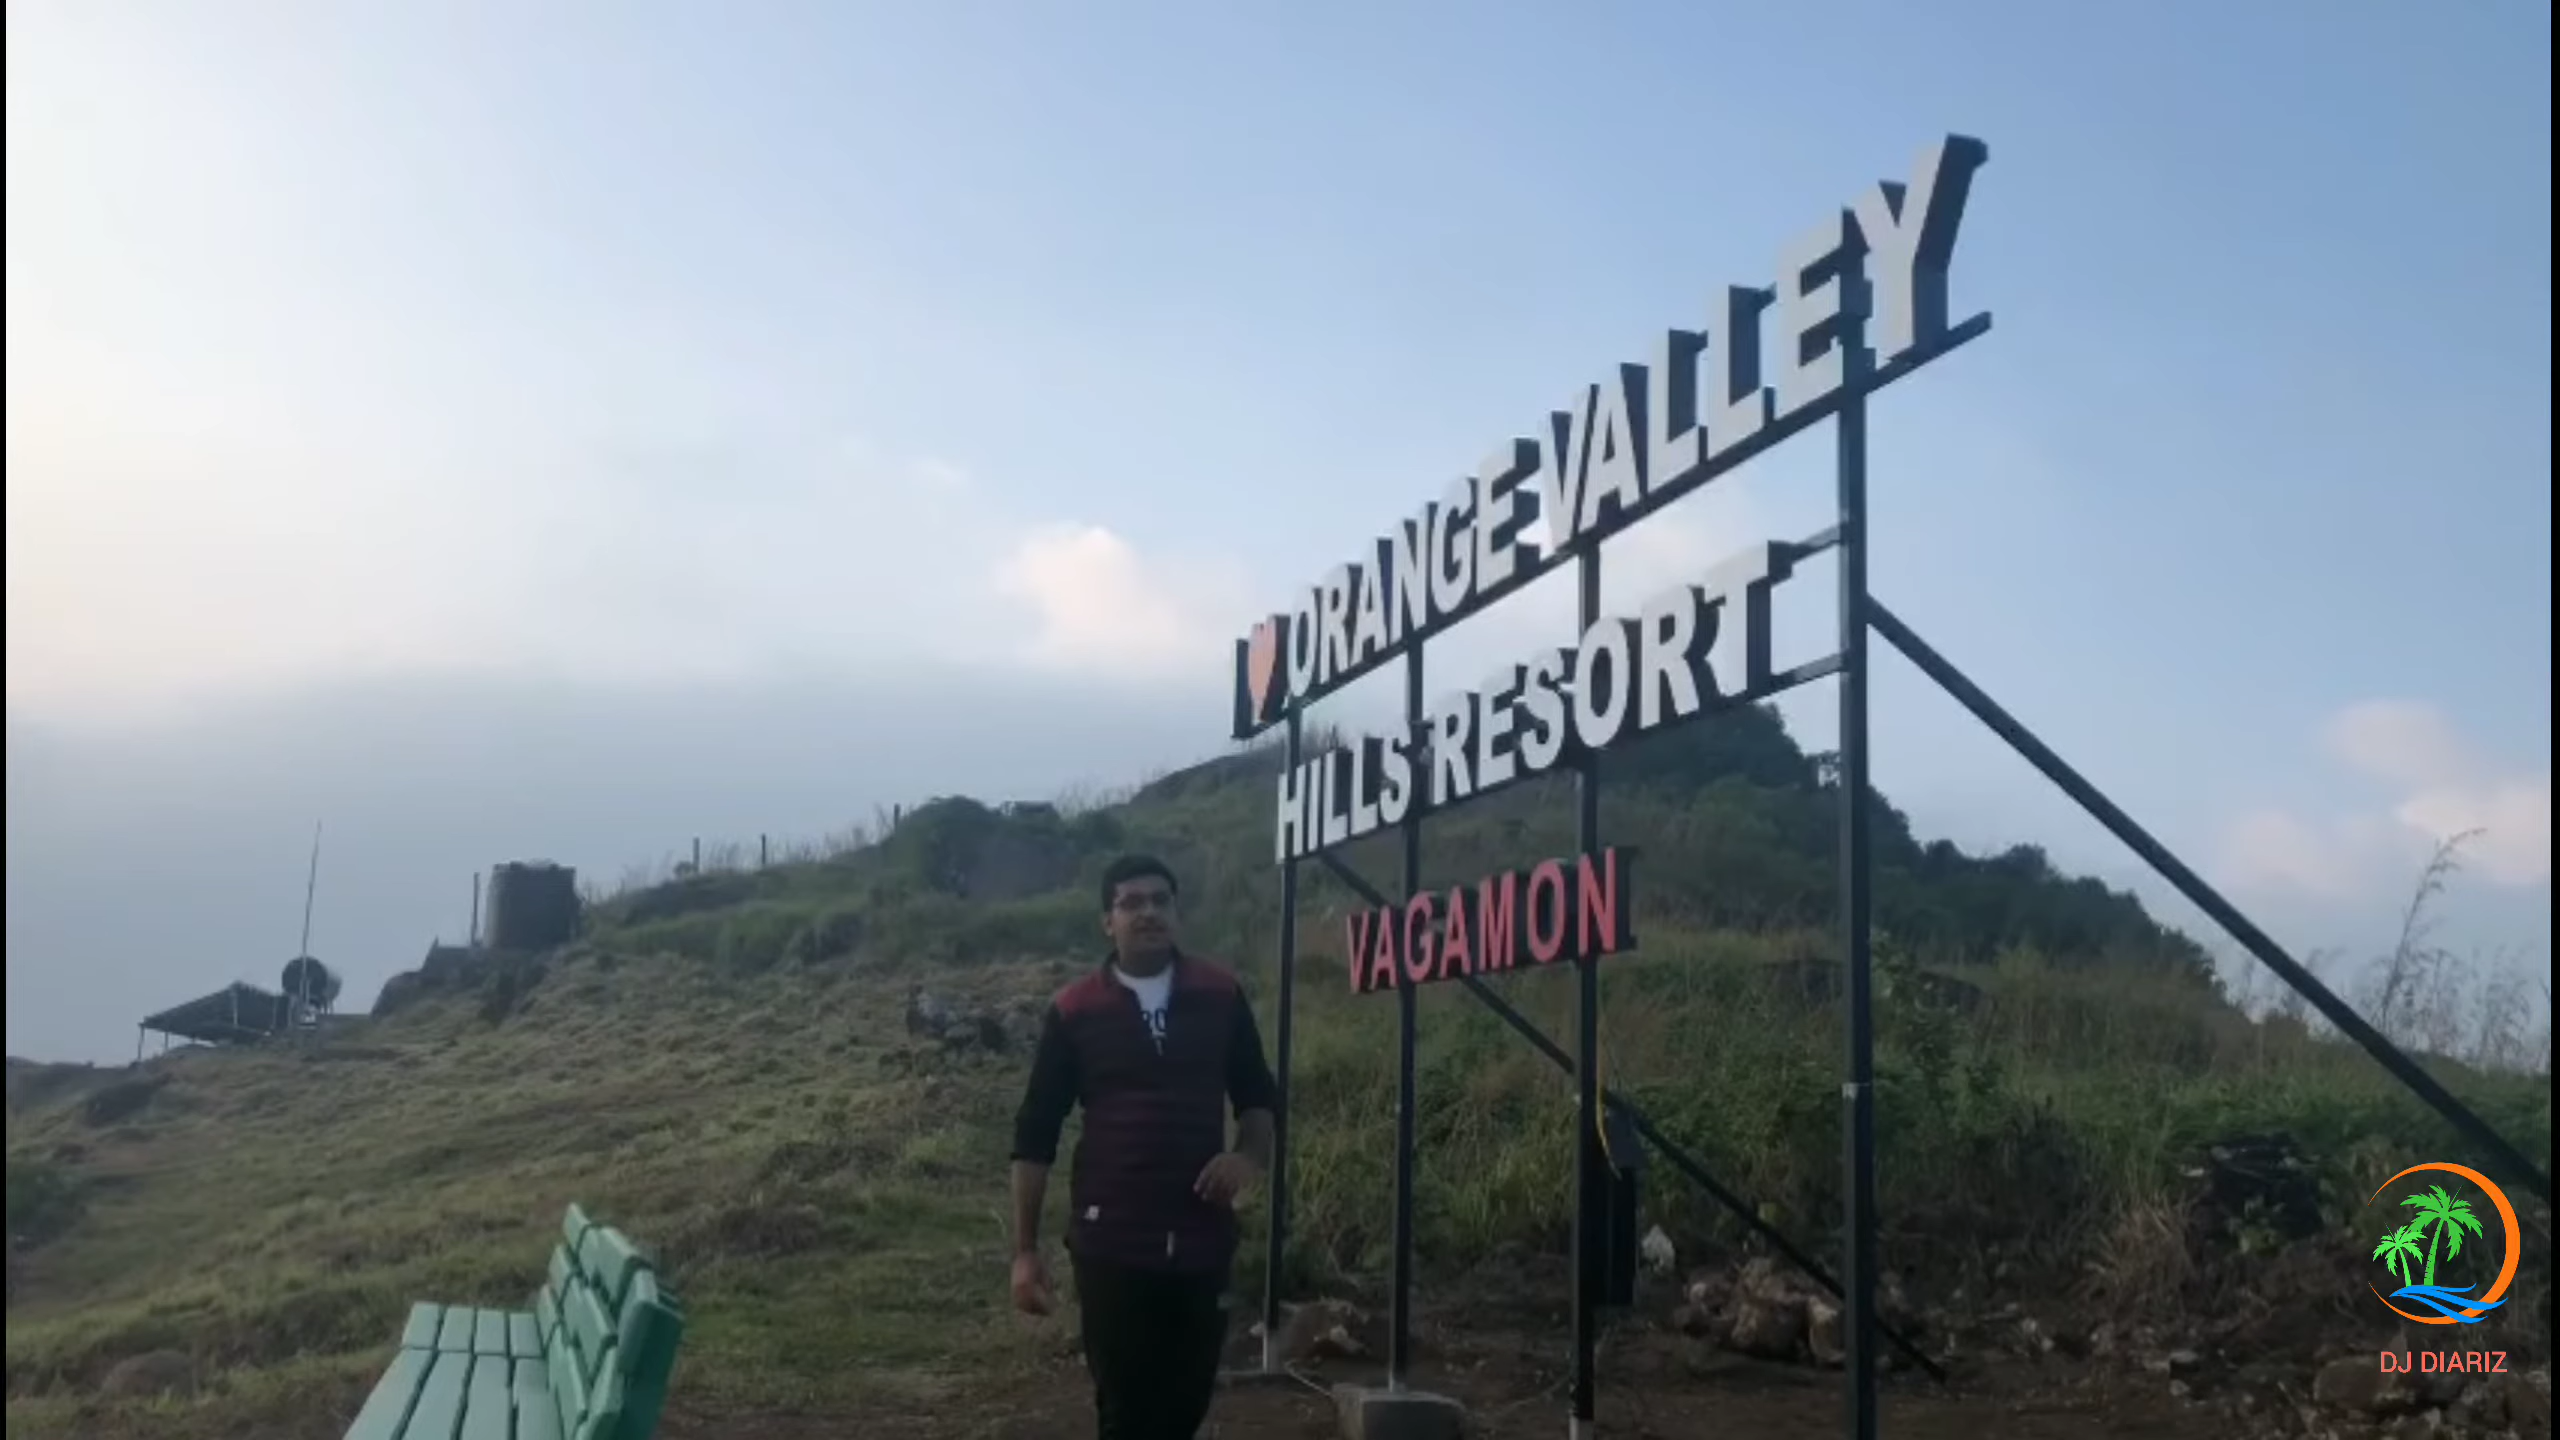 I ♥ ORANGE VALLEY
HILLS RESORT
VAGAMON
DJ DIARIZ